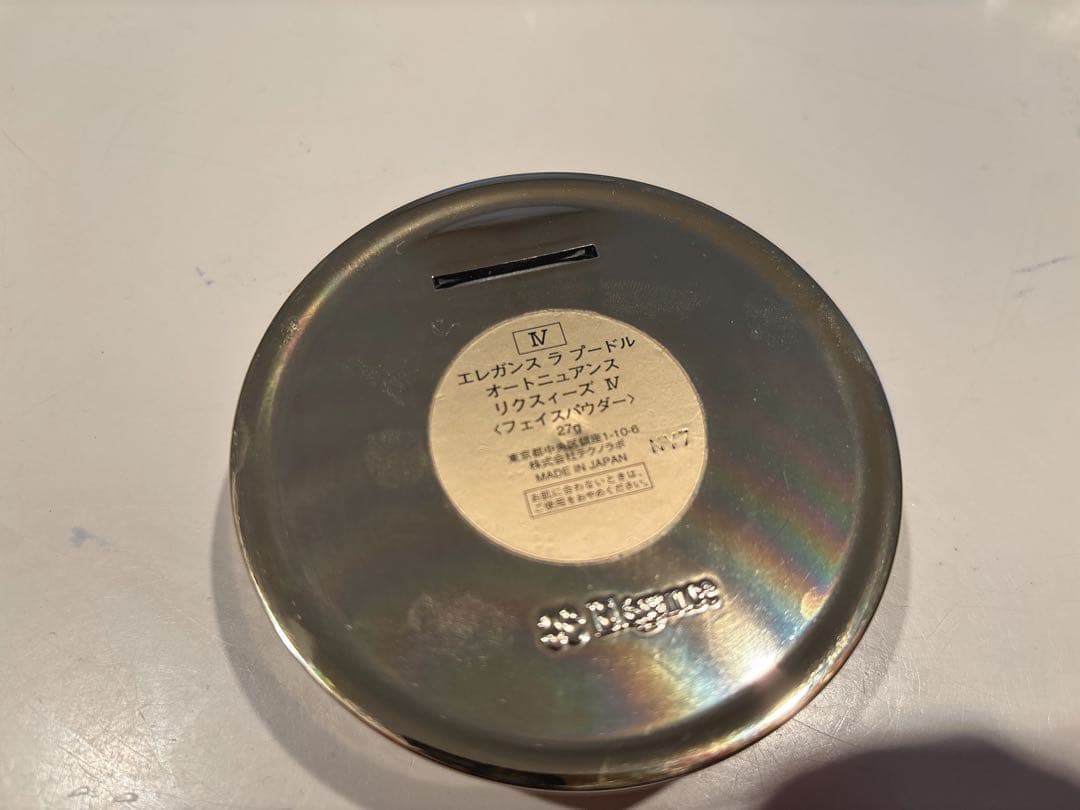 IV
エレガンス ラ プードル
オートニュアンス
リクスィーズ IV
〈フェイスパウダー〉
27g
東京都中央区銀座1-10-6
株式会社テクノラボ
MADE IN JAPAN
お肌に合わないときは、
ご使用をおやめください。
NY7
Elégance